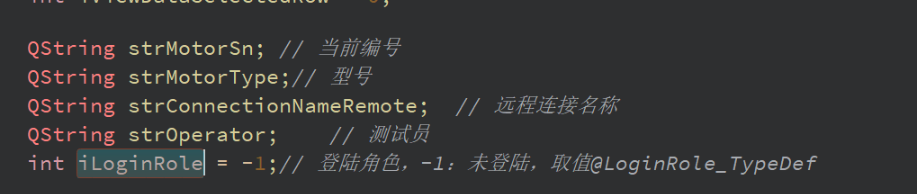 QString strMotorSn; // 当前编号
QString strMotorType;// 型号
QString strConnectionNameRemote;  // 远程连接名称
QString strOperator;    // 测试员
int iLoginRole = -1;// 登陆角色，-1：未登陆，取值@LoginRole_TypeDef